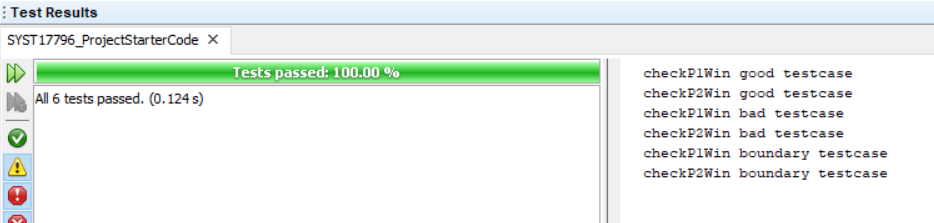 Test Results
SYST17796_ProjectStarterCode ×
Tests passed: 100.00 %
All 6 tests passed. (0.124 s)
checkP1Win good testcase
checkP2Win good testcase
checkP1Win bad testcase
checkP2Win bad testcase
checkP1Win boundary testcase
checkP2Win boundary testcase